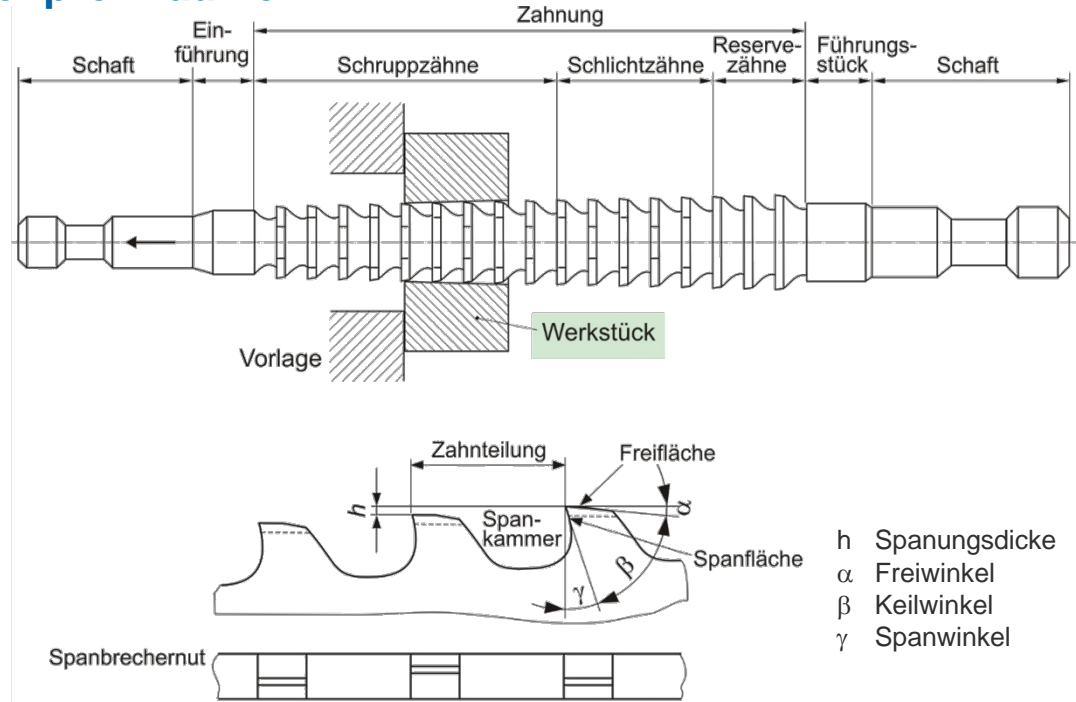 Zahnung
Ein-
führung
Reserve-
zähne
Führungs-
stück
Schaft
Schruppzähne
Schlichtzähne
Schaft
Werkstück
Vorlage
Zahnteilung
Freifläche
h
α
Span-
kammer
Spanfläche
β
γ
h Spanungsdicke
α Freiwinkel
β Keilwinkel
γ Spanwinkel
Spanbrechernut